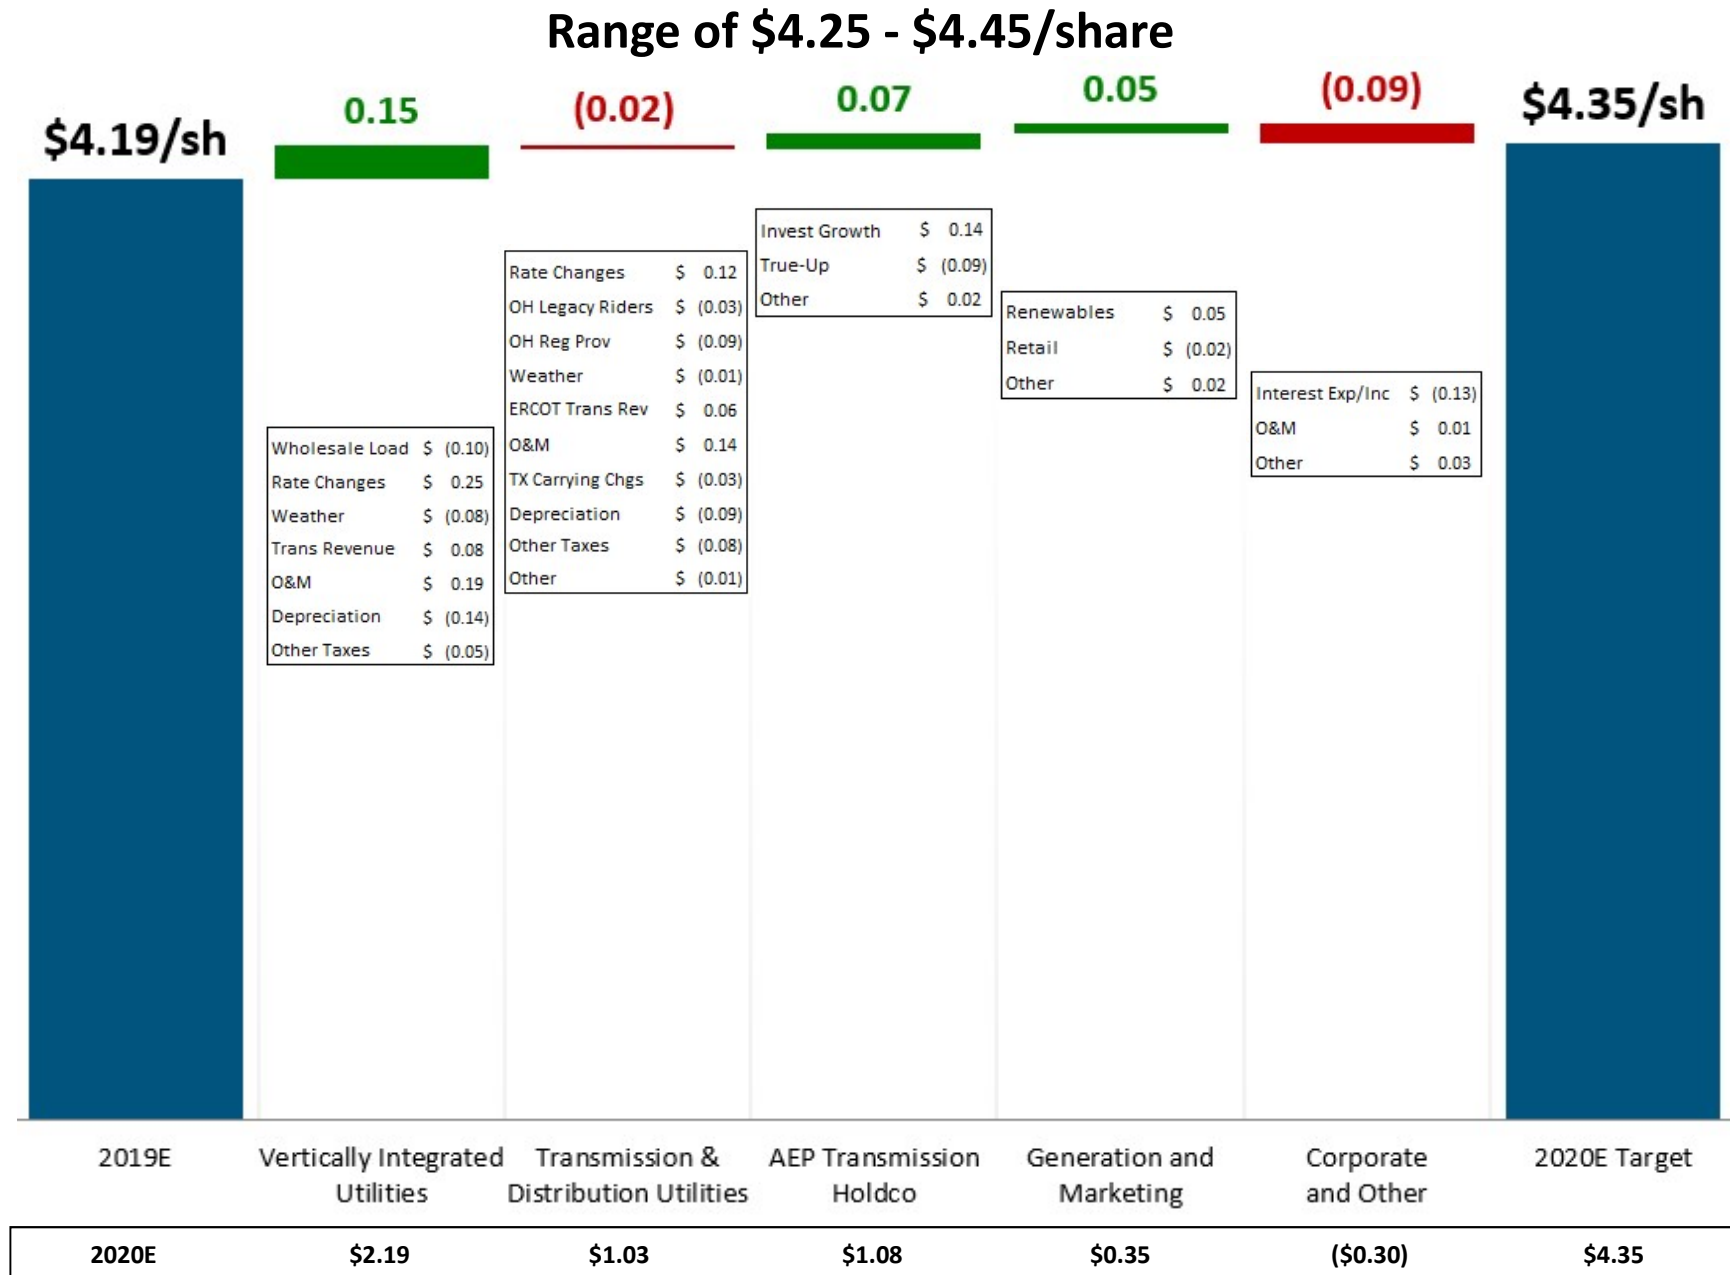 Range of $4.25 - $4.45/share
$4.19/sh
0.15
(0.02)
0.07
0.05
(0.09)
$4.35/sh
Wholesale Load $ (0.10)
Rate Changes $ 0.25
Weather $ (0.08)
Trans Revenue $ 0.08
O&M $ 0.19
Depreciation $ (0.14)
Other Taxes $ (0.05)
Rate Changes $ 0.12
OH Legacy Riders $ (0.03)
OH Reg Prov $ (0.09)
Weather $ (0.01)
ERCOT Trans Rev $ 0.06
O&M $ 0.14
TX Carrying Chgs $ (0.03)
Depreciation $ (0.09)
Other Taxes $ (0.08)
Other $ (0.01)
Invest Growth $ 0.14
True-Up $ (0.09)
Other $ 0.02
Renewables $ 0.05
Retail $ (0.02)
Other $ 0.02
Interest Exp/Inc $ (0.13)
O&M $ 0.01
Other $ 0.03
2019E
Vertically Integrated
Utilities
Transmission &
Distribution Utilities
AEP Transmission
Holdco
Generation and
Marketing
Corporate
and Other
2020E Target
2020E $2.19 $1.03 $1.08 $0.35 ($0.30) $4.35